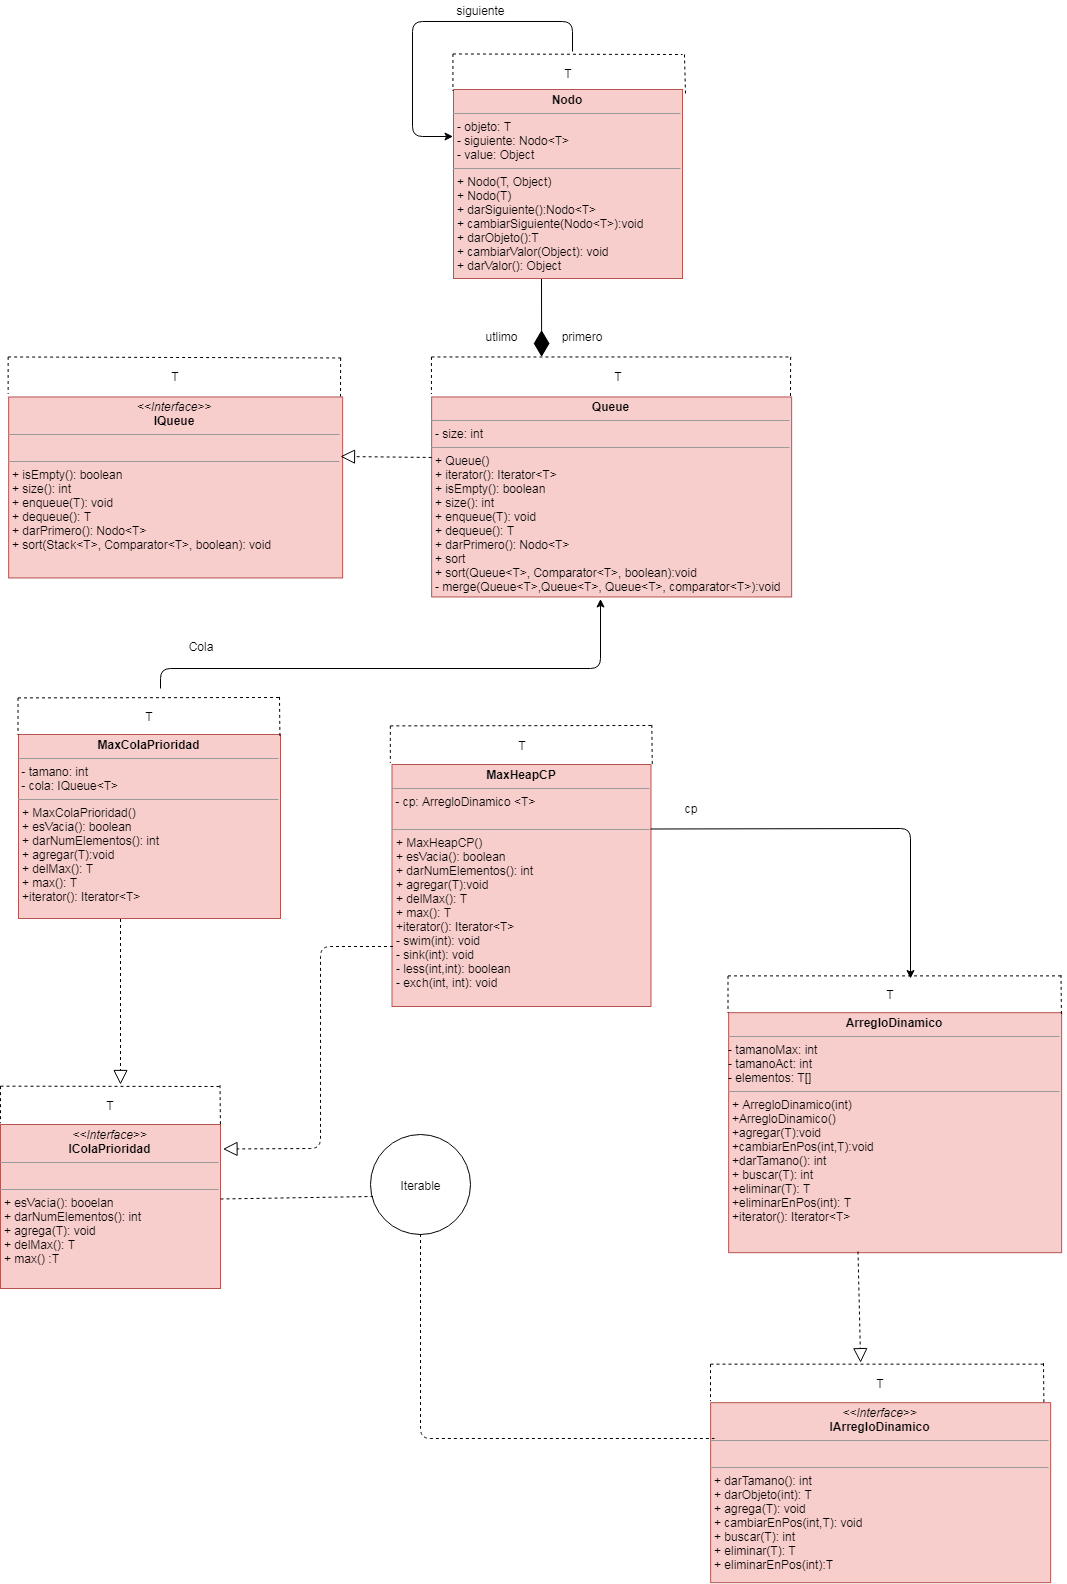 siguiente
T
Nodo
- objeto: T
- siguiente: Nodo<T>
- value: Object
+ Nodo(T, Object)
+ Nodo(T)
+ darSiguiente():Nodo<T>
+ cambiarSiguiente(Nodo<T>):void
+ darObjeto():T
+ cambiarValor(Object): void
+ darValor(): Object
utlimo
primero
T
<<Interface>>
IQueue
+ isEmpty(): boolean
+ size(): int
+ enqueue(T): void
+ dequeue(): T
+ darPrimero(): Nodo<T>
+ sort(Stack<T>, Comparator<T>, boolean): void
T
Queue
- size: int
+ Queue()
+ iterator(): Iterator<T>
+ isEmpty(): boolean
+ size(): int
+ enqueue(T): void
+ dequeue(): T
+ darPrimero(): Nodo<T>
+ sort
+ sort(Queue<T>, Comparator<T>, boolean):void
- merge(Queue<T>,Queue<T>, Queue<T>, comparator<T>):void
Cola
T
MaxColaPrioridad
- tamano: int
- cola: IQueue<T>
+ MaxColaPrioridad()
+ esVacia(): boolean
+ darNumElementos(): int
+ agregar(T):void
+ delMax(): T
+ max(): T
+iterator(): Iterator<T>
T
MaxHeapCP
- cp: ArregloDinamico <T>
+ MaxHeapCP()
+ esVacia(): boolean
+ darNumElementos(): int
+ agregar(T):void
+ delMax(): T
+ max(): T
+iterator(): Iterator<T>
- swim(int): void
- sink(int): void
- less(int,int): boolean
- exch(int, int): void
cp
T
ArregloDinamico
- tamanoMax: int
- tamanoAct: int
- elementos: T[]
+ ArregloDinamico(int)
+ArregloDinamico()
+agregar(T):void
+cambiarEnPos(int,T):void
+darTamano(): int
+ buscar(T): int
+eliminar(T): T
+eliminarEnPos(int): T
+iterator(): Iterator<T>
T
<<Interface>>
IColaPrioridad
+ esVacia(): booelan
+ darNumElementos(): int
+ agrega(T): void
+ delMax(): T
+ max() :T
Iterable
T
<<Interface>>
IArregloDinamico
+ darTamano(): int
+ darObjeto(int): T
+ agrega(T): void
+ cambiarEnPos(int,T): void
+ buscar(T): int
+ eliminar(T): T
+ eliminarEnPos(int):T